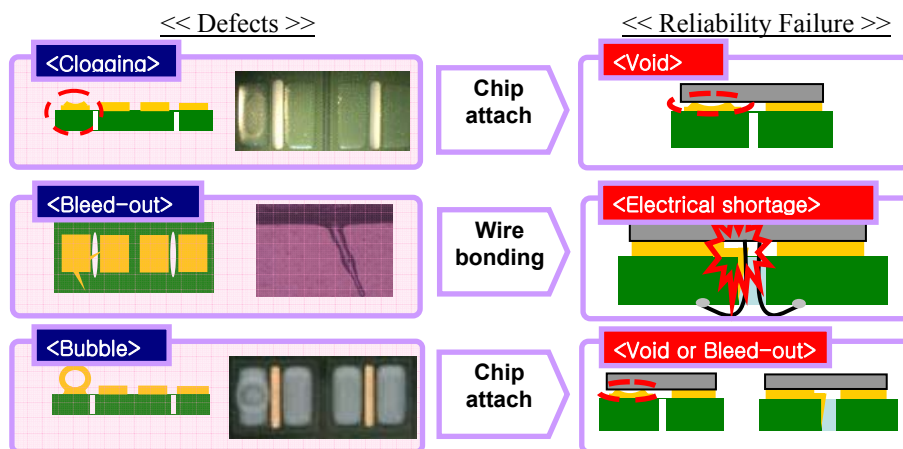 << Defects >>
<< Reliability Failure >>
<Clogging>
Chip
attach
<Void>
<Bleed-out>
Wire
bonding
<Electrical shortage>
<Bubble>
Chip
attach
<Void or Bleed-out>